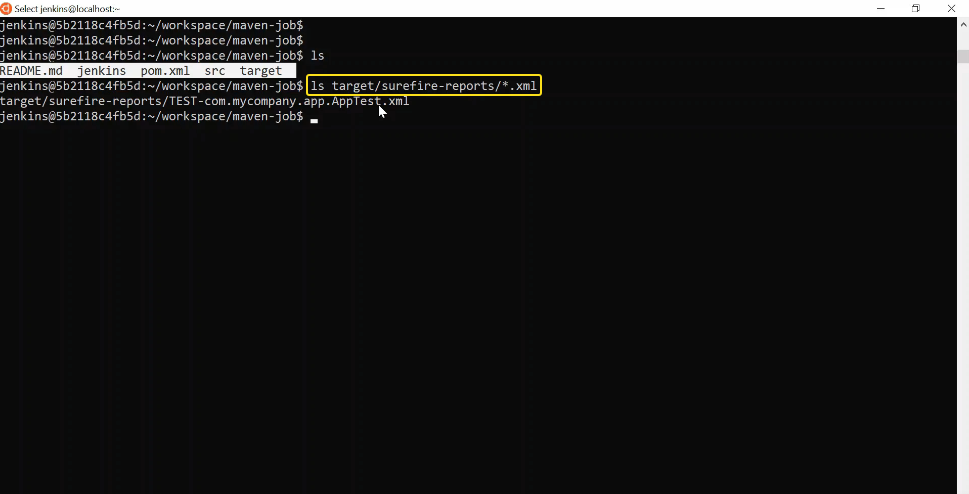 Select jenkins@localhost:~
jenkins@5b2118c4fb5d:~/workspace/maven-job$
jenkins@5b2118c4fb5d:~/workspace/maven-job$
jenkins@5b2118c4fb5d:~/workspace/maven-job$ ls
README.md  jenkins  pom.xml  src  target
jenkins@5b2118c4fb5d:~/workspace/maven-job$ ls target/surefire-reports/*.xml
target/surefire-reports/TEST-com.mycompany.app.AppTest.xml
jenkins@5b2118c4fb5d:~/workspace/maven-job$